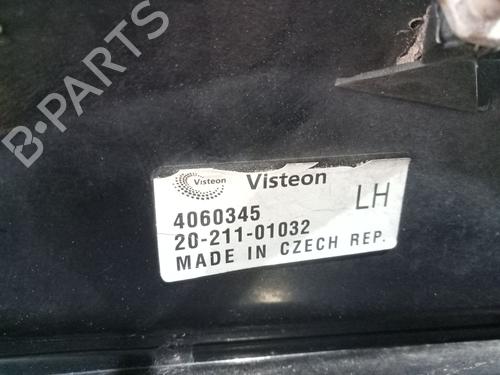 B-PARTS
Visteon Visteon
LH
4060345
20-211-01032
MADE IN CZECH REP.